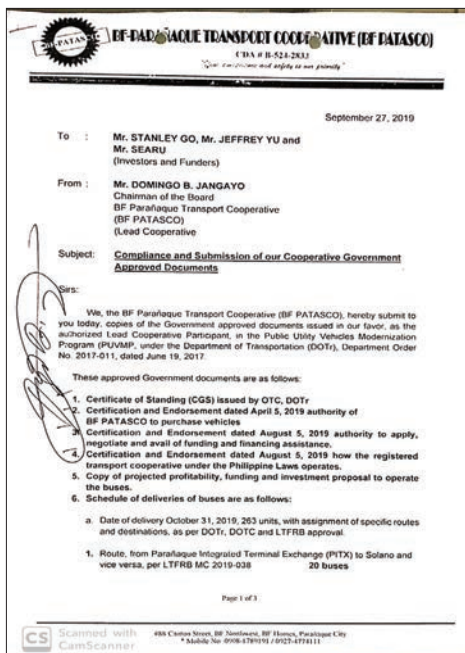 BF-PARAÑAQUE TRANSPORT COOPERATIVE (BF PATASCO)
CDA # B-524-2833
September 27, 2019
To : Mr. STANLEY GO, Mr. JEFFREY YU and
Mr. SEARU
(Investors and Funders)
From : Mr. DOMINGO B. JANGAYO
Chairman of the Board
BF Parañaque Transport Cooperative
(BF PATASCO)
(Lead Cooperative
Subject: Compliance and Submission of our Cooperative Government
Approved Documents
Sirs:
We, the BF Parañaque Transport Cooperative (BF PATASCO), hereby submit to
you today, copies of the Government approved documents issued in our favor, as the
authorized Lead Cooperative Participant, in the Public Utility Vehicles Modernization
Program (PUVMP, under the Department of Transportation (DOTr), Department Order
No. 2017-011, dated June 19, 2017.
These approved Government documents are as follows:
1. Certificate of Standing (CGS) issued by OTC, DOTr
2. Certification and Endorsement dated April 5, 2019 authority of
BF PATASCO to purchase vehicles
3. Certification and Endorsement dated August 5, 2019 authority to apply,
negotiate and avail of funding and financing assistance.
4. Certification and Endorsement dated August 5, 2019 how the registered
transport cooperative under the Philippine Laws operates.
5. Copy of projected profitability, funding and investment proposal to operate
the buses.
6. Schedule of deliveries of buses are as follows:
a. Date of delivery October 31, 2019, 263 units, with assignment of specific routes
and destinations, as per DOTr, DOTC and LTFRB approval.
1. Route, from Parañaque Integrated Terminal Exchange (PITX) to Solano and
vice versa, per LTFRB MC 2019-038 20 buses
Page 1 of 3
Street, BF Northwest, BF Homes, Parañaque City
* Mobile No. 0908-4789191 / 0927-4774111
CS Scanned with
CamScanner